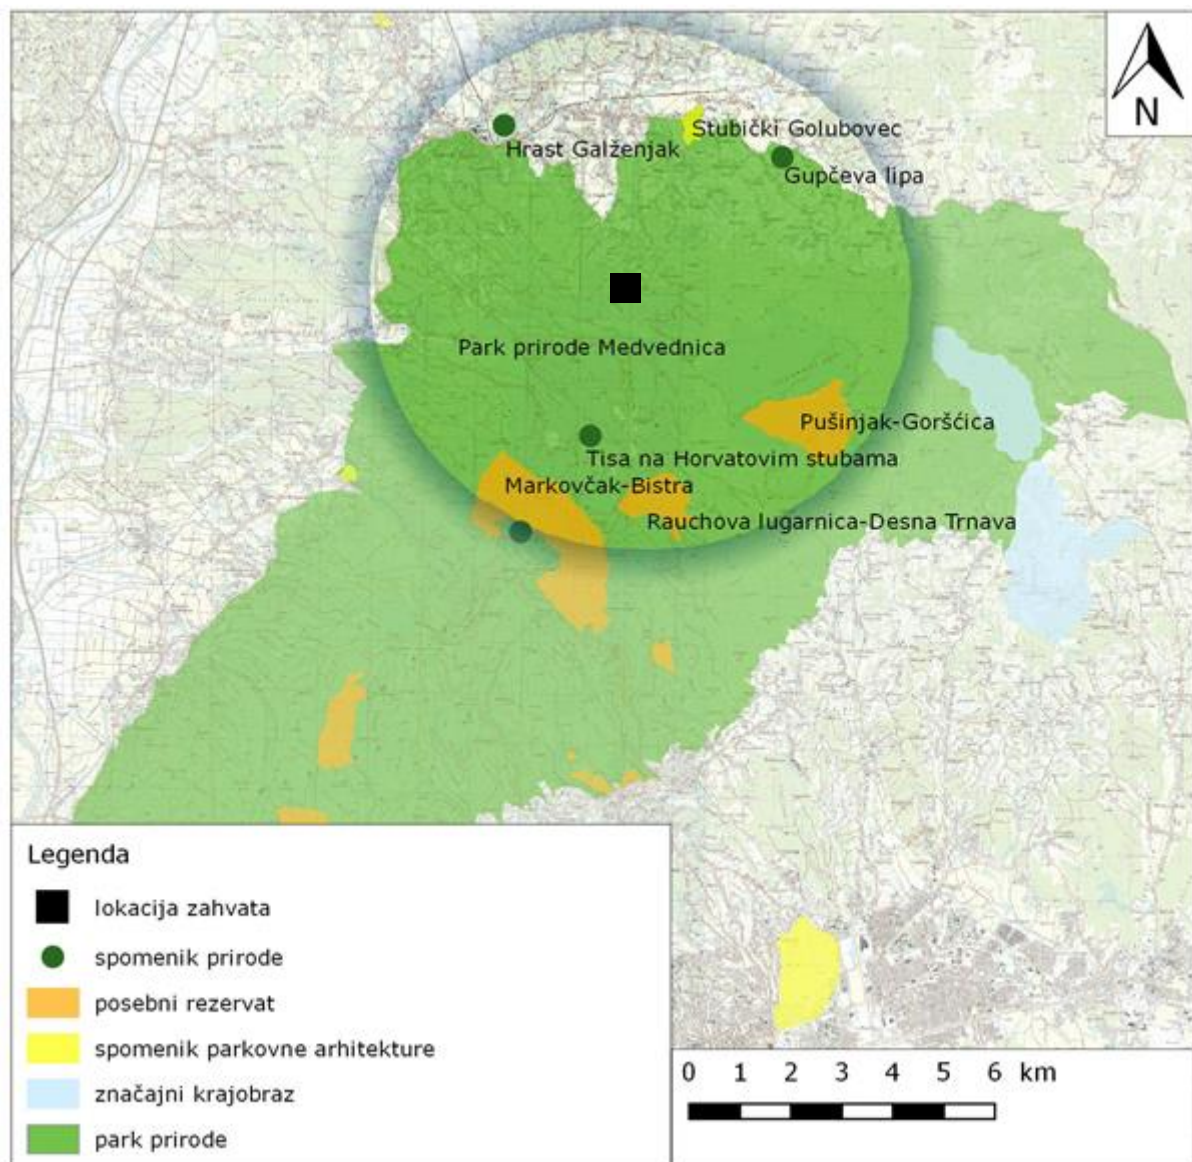 N
Stubički Golubovec
Hrast Galženjak
Gupčeva lipa
Park prirode Medvednica
Pušinjak-Goršćica
Tisa na Horvatovim stubama
Markovčak-Bistra
Rauchova lugarnica-Desna Trnava
Legenda
lokacija zahvata
spomenik prirode
posebni rezervat
spomenik parkovne arhitekture
značajni krajobraz
park prirode
0 1 2 3 4 5 6 km